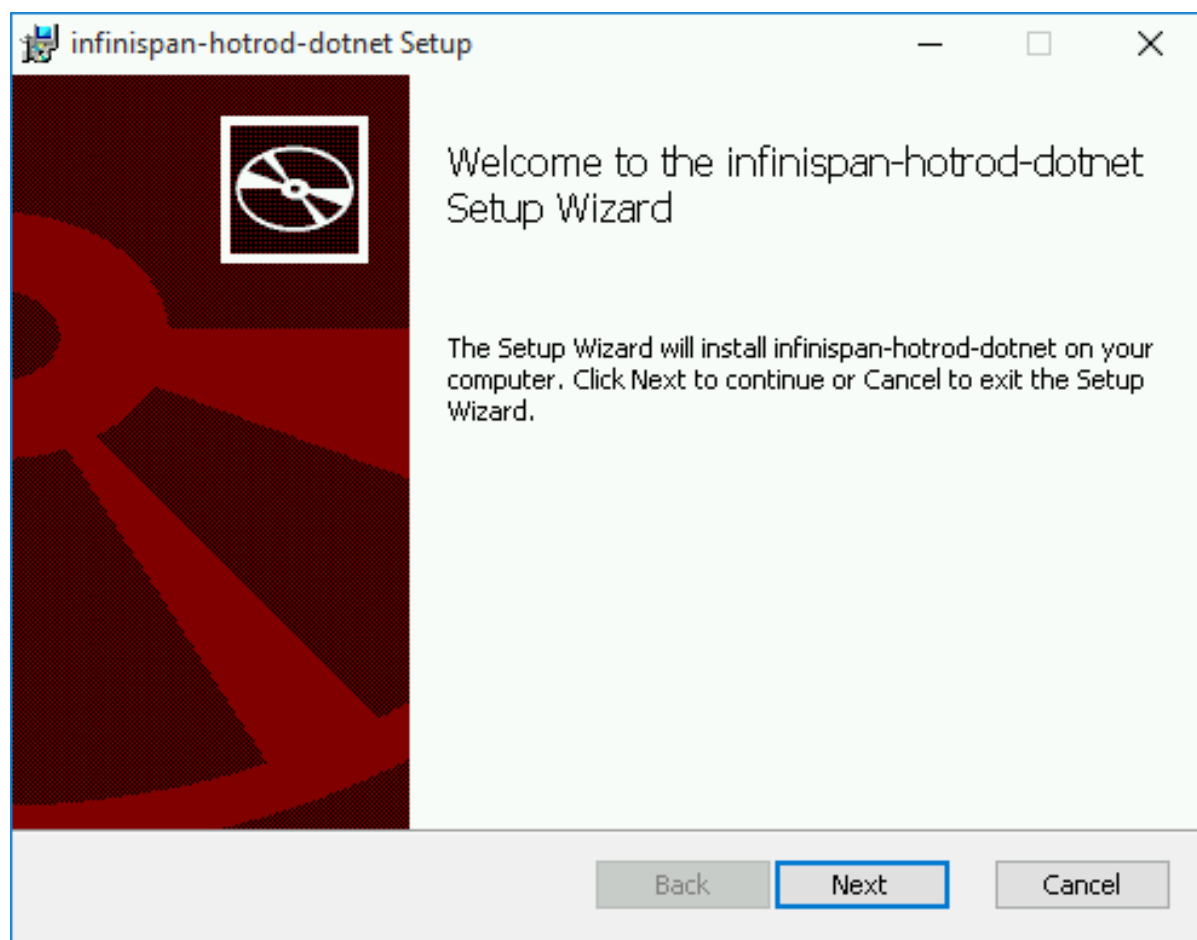 infinispan-hotrod-dotnet Setup
Welcome to the infinispan-hotrod-dotnet
Setup Wizard
The Setup Wizard will install infinispan-hotrod-dotnet on your
computer. Click Next to continue or Cancel to exit the Setup
Wizard.
Back
Next
Cancel